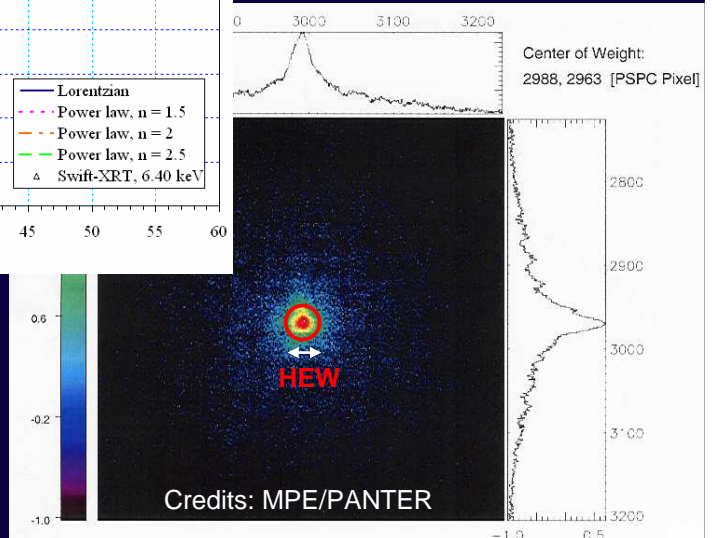 0 3000 3100 3200
Center of Weight:
2988, 2963 [PSPC Pixel]
Lorentzian
Power law, n = 1.5
Power law, n = 2
Power law, n = 2.5
Swift-XRT, 6.40 keV
45 50 55 60
2800
2900
3000
3100
3200
0.6
-0.2
-1.0
HEW
Credits: MPE/PANTER
-1.0 0.5